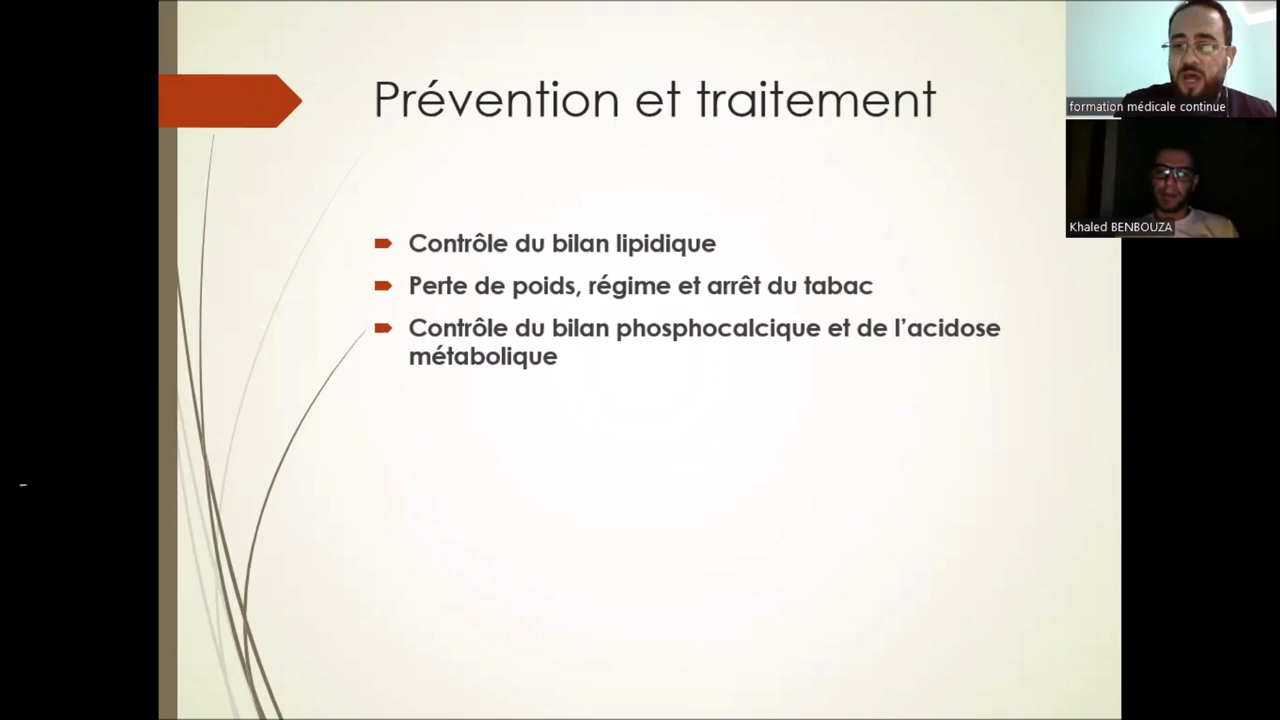 Prévention et traitement
Contrôle du bilan lipidique
Perte de poids, régime et arrêt du tabac
Contrôle du bilan phosphocalcique et de l'acidose
métabolique
formation médicale continue
Khaled BENBOUZA